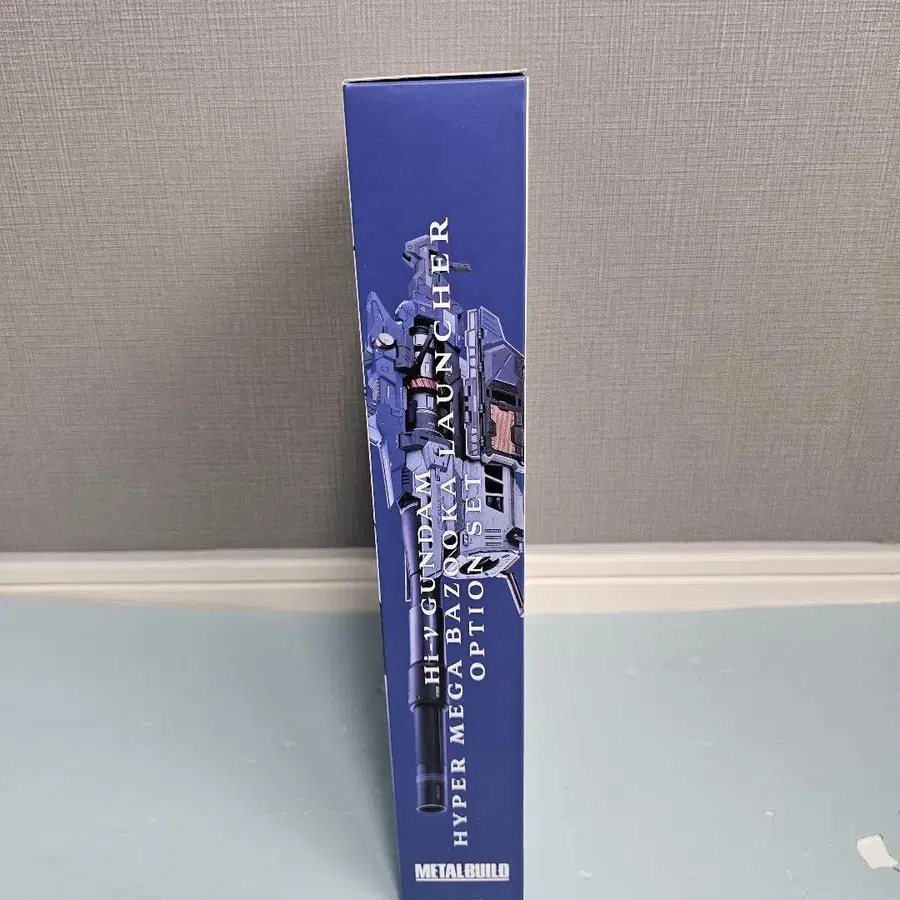 Hi-ν GUNDAM
HYPER MEGA BAZOOKA LAUNCHER
OPTION SET
METALBUILD